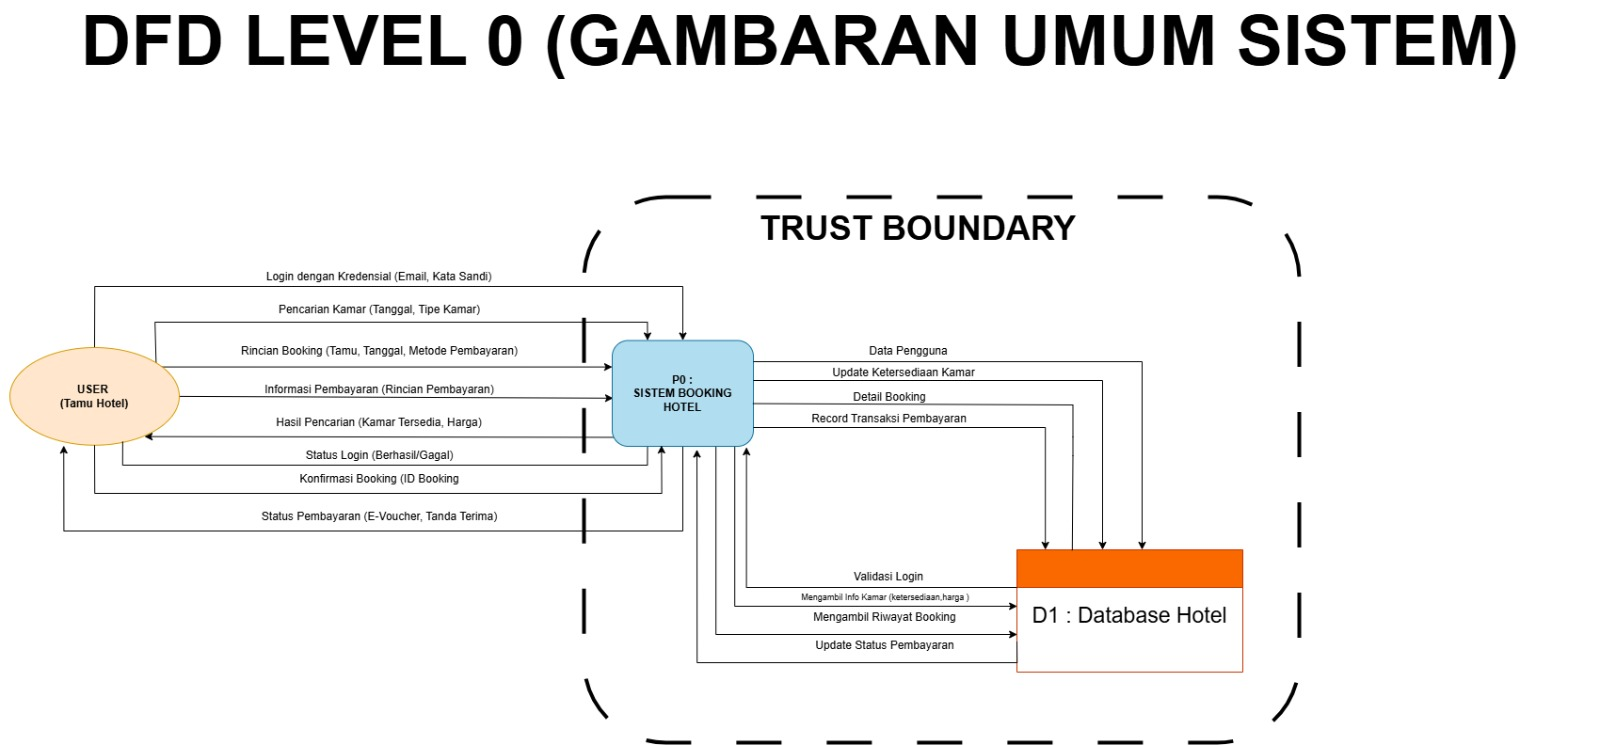 DFD LEVEL 0 (GAMBARAN UMUM SISTEM)
TRUST BOUNDARY
Login dengan Kredensial (Email, Kata Sandi)
Pencarian Kamar (Tanggal, Tipe Kamar)
Rincian Booking (Tamu, Tanggal, Metode Pembayaran)
Informasi Pembayaran (Rincian Pembayaran)
Hasil Pencarian (Kamar Tersedia, Harga)
Status Login (Berhasil/Gagal)
Konfirmasi Booking (ID Booking
Status Pembayaran (E-Voucher, Tanda Terima)
USER
(Tamu Hotel)
P0 :
SISTEM BOOKING
HOTEL
Data Pengguna
Update Ketersediaan Kamar
Detail Booking
Record Transaksi Pembayaran
Validasi Login
Mengambil Info Kamar (ketersediaan,harga )
Mengambil Riwayat Booking
Update Status Pembayaran
D1 : Database Hotel